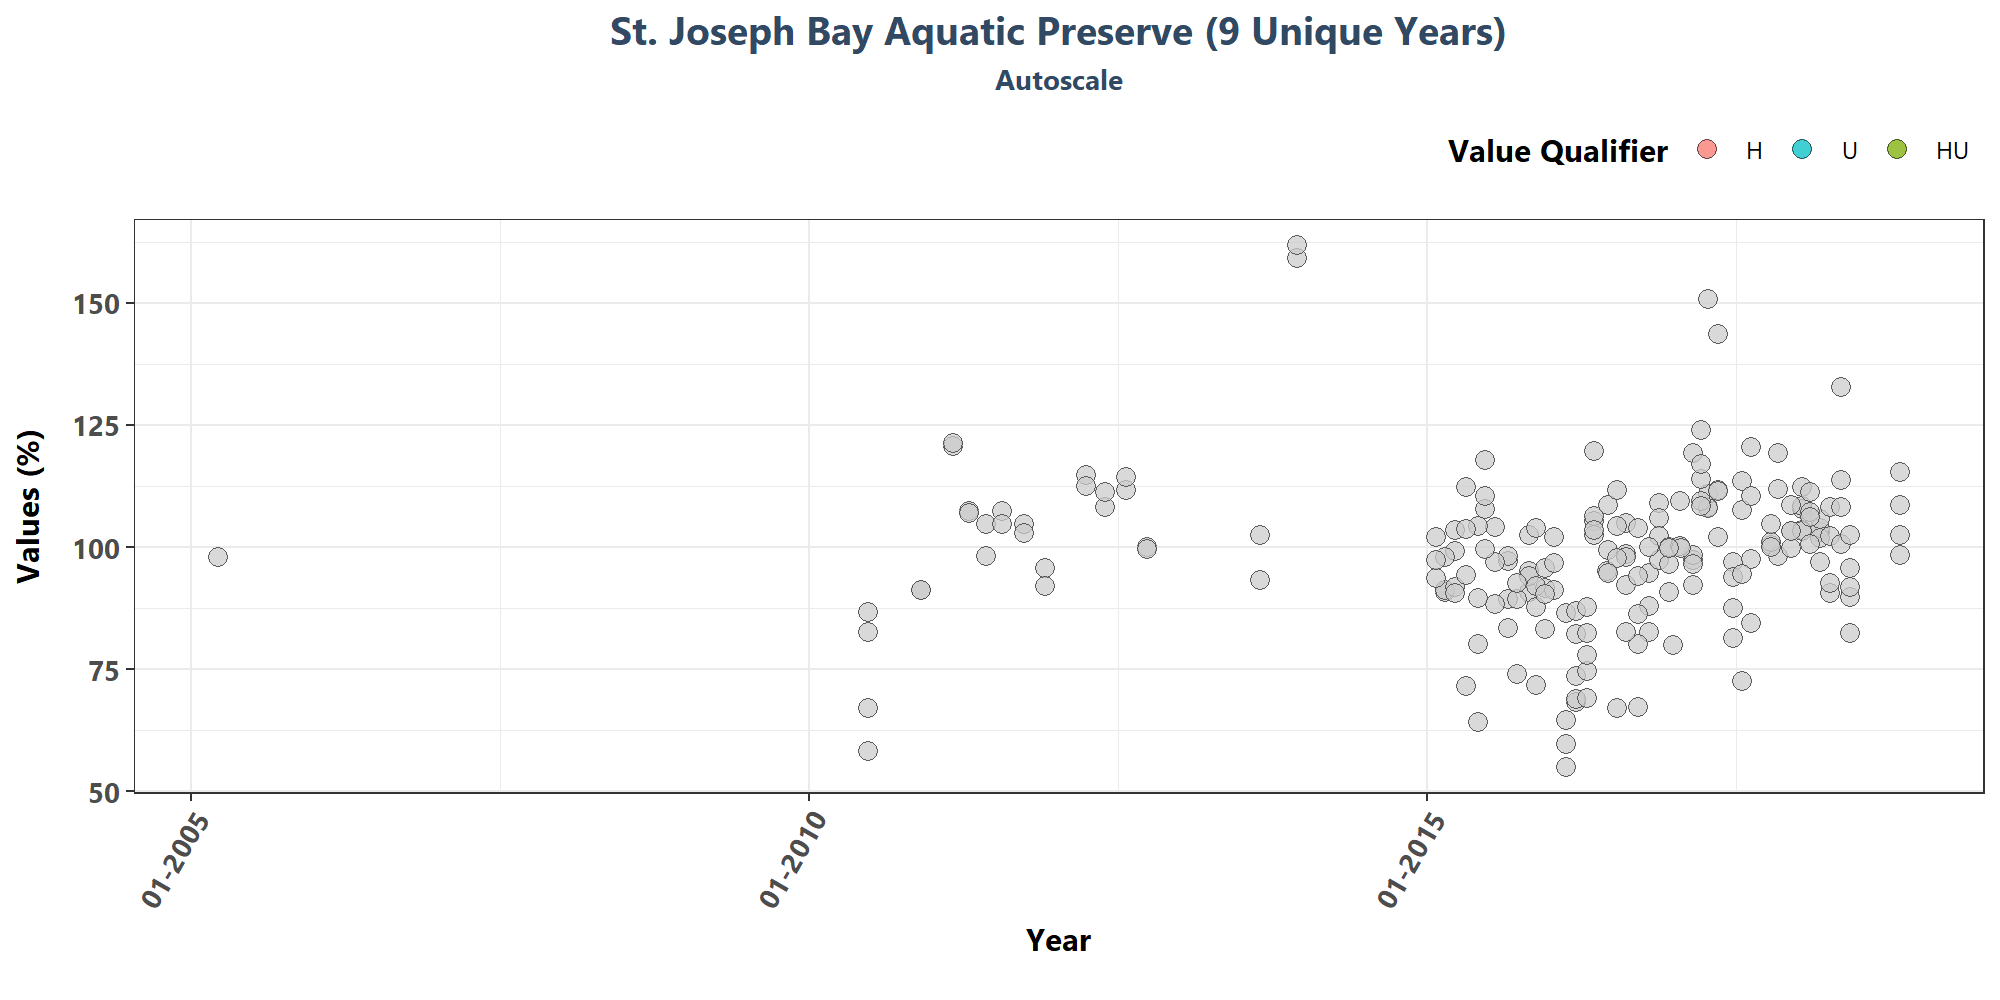 St. Joseph Bay Aquatic Preserve (9 Unique Years)
Autoscale
Value Qualifier H U HU
150
125
100
75
50
Values (%)
01-2005 01-2010 01-2015
Year